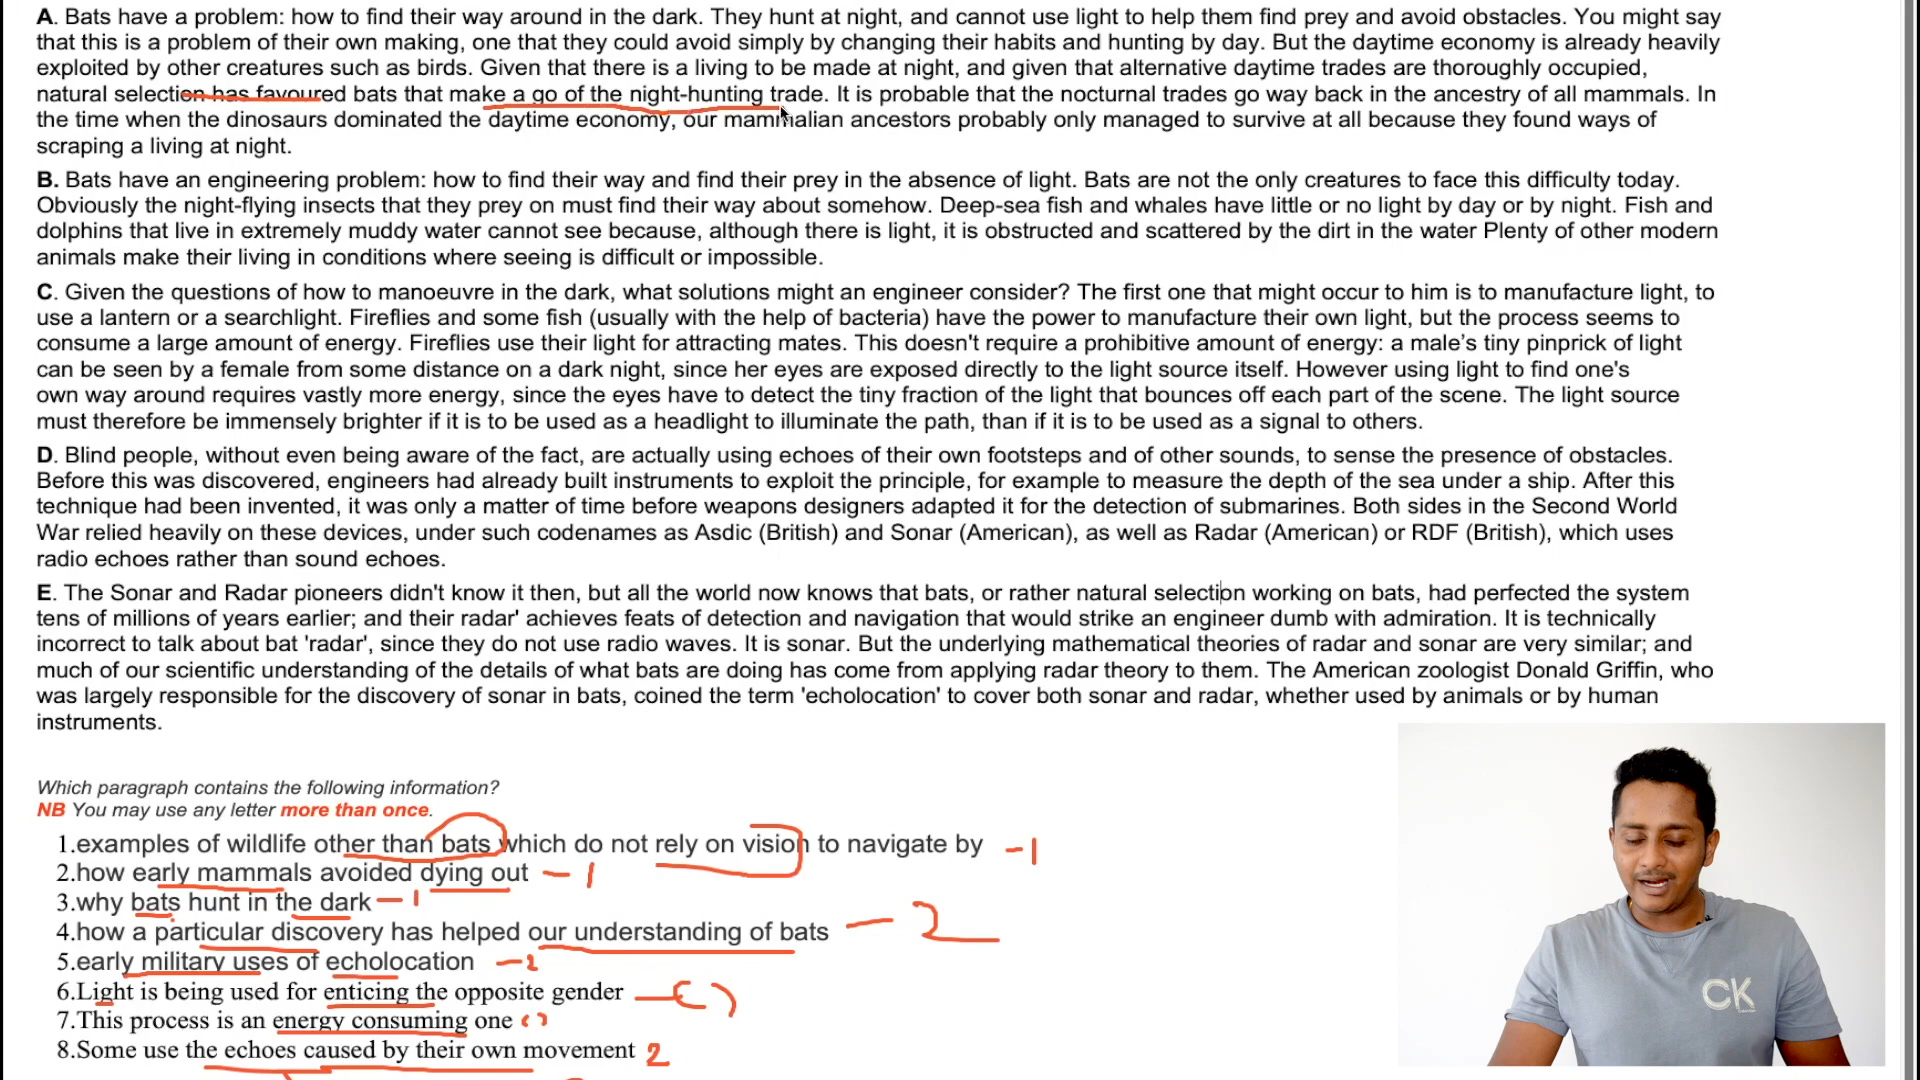 A. Bats have a problem: how to find their way around in the dark. They hunt at night, and cannot use light to help them find prey and avoid obstacles. You might say
that this is a problem of their own making, one that they could avoid simply by changing their habits and hunting by day. But the daytime economy is already heavily
exploited by other creatures such as birds. Given that there is a living to be made at night, and given that alternative daytime trades are thoroughly occupied,
natural selection has favoured bats that make a go of the night-hunting trade. It is probable that the nocturnal trades go way back in the ancestry of all mammals. In
the time when the dinosaurs dominated the daytime economy, our mammalian ancestors probably only managed to survive at all because they found ways of
scraping a living at night.
B. Bats have an engineering problem: how to find their way and find their prey in the absence of light. Bats are not the only creatures to face this difficulty today.
Obviously the night-flying insects that they prey on must find their way about somehow. Deep-sea fish and whales have little or no light by day or by night. Fish and
dolphins that live in extremely muddy water cannot see because, although there is light, it is obstructed and scattered by the dirt in the water Plenty of other modern
animals make their living in conditions where seeing is difficult or impossible.
C. Given the questions of how to manoeuvre in the dark, what solutions might an engineer consider? The first one that might occur to him is to manufacture light, to
use a lantern or a searchlight. Fireflies and some fish (usually with the help of bacteria) have the power to manufacture their own light, but the process seems to
consume a large amount of energy. Fireflies use their light for attracting mates. This doesn't require a prohibitive amount of energy: a male’s tiny pinprick of light
can be seen by a female from some distance on a dark night, since her eyes are exposed directly to the light source itself. However using light to find one's
own way around requires vastly more energy, since the eyes have to detect the tiny fraction of the light that bounces off each part of the scene. The light source
must therefore be immensely brighter if it is to be used as a headlight to illuminate the path, than if it is to be used as a signal to others.
D. Blind people, without even being aware of the fact, are actually using echoes of their own footsteps and of other sounds, to sense the presence of obstacles.
Before this was discovered, engineers had already built instruments to exploit the principle, for example to measure the depth of the sea under a ship. After this
technique had been invented, it was only a matter of time before weapons designers adapted it for the detection of submarines. Both sides in the Second World
War relied heavily on these devices, under such codenames as Asdic (British) and Sonar (American), as well as Radar (American) or RDF (British), which uses
radio echoes rather than sound echoes.
E. The Sonar and Radar pioneers didn't know it then, but all the world now knows that bats, or rather natural selection working on bats, had perfected the system
tens of millions of years earlier; and their radar' achieves feats of detection and navigation that would strike an engineer dumb with admiration. It is technically
incorrect to talk about bat 'radar', since they do not use radio waves. It is sonar. But the underlying mathematical theories of radar and sonar are very similar; and
much of our scientific understanding of the details of what bats are doing has come from applying radar theory to them. The American zoologist Donald Griffin, who
was largely responsible for the discovery of sonar in bats, coined the term 'echolocation' to cover both sonar and radar, whether used by animals or by human
instruments.
Which paragraph contains the following information?
NB You may use any letter more than once.
1.examples of wildlife other than bats which do not rely on vision to navigate by - 1
2.how early mammals avoided dying out - 1
3.why bats hunt in the dark - 1
4.how a particular discovery has helped our understanding of bats - 2
5.early military uses of echolocation - 2
6.Light is being used for enticing the opposite gender - ( )
7.This process is an energy consuming one ( )
8.Some use the echoes caused by their own movement 2
CK